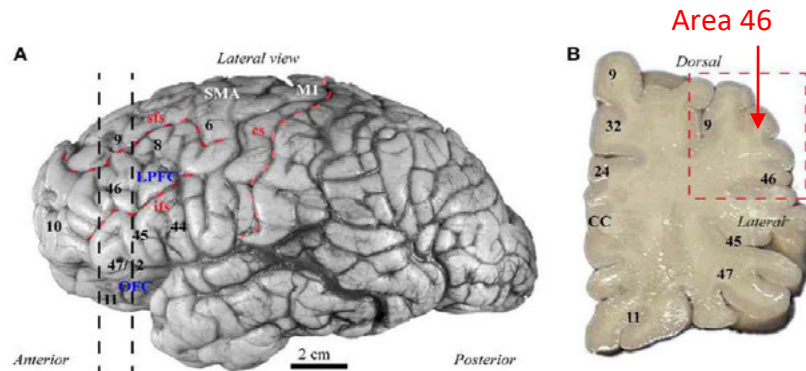 Area 46
A
Lateral view
B
Dorsal
SMA
M1
9
sfs
6
9
8
cs
32
9
46
LPFC
24
46
ifs
10
45
44
CC
Lateral
45
47/12
47
OFC
11
11
Anterior
2 cm
Posterior